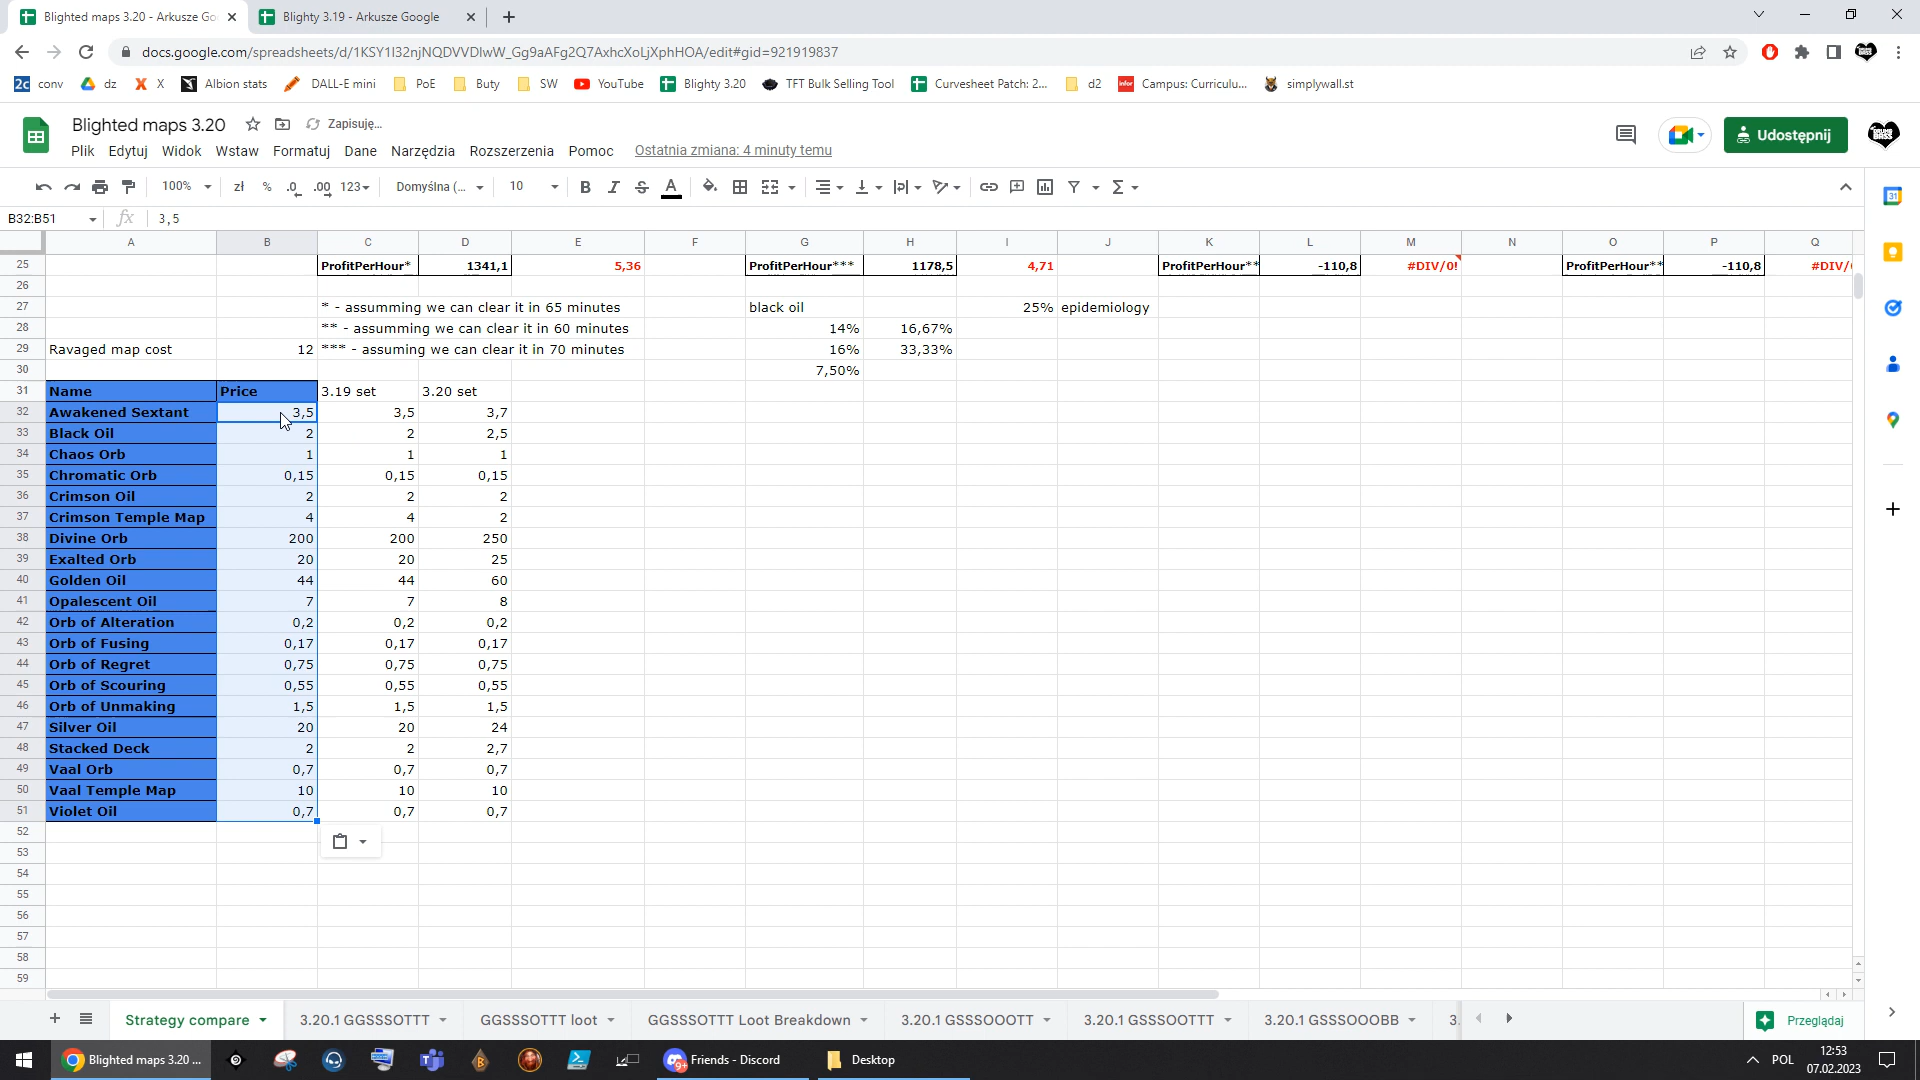 Blighted maps 3.20 - Arkusze Go
Blighty 3.19 - Arkusze Google
docs.google.com/spreadsheets/d/1KSY1I32njNQDVVDlwW_Gg9aAFg2Q7AxhcXoLjXphHOA/edit#gid=921919837
conv dz X Albion stats DALL-E mini PoE Buty SW YouTube Blighty 3.20 TFT Bulk Selling Tool Curvesheet Patch: 2... d2 Campus: Curriculu... simplywall.st
Blighted maps 3.20 Zapisuję...
Udostępnij
Plik Edytuj Widok Wstaw Formatuj Dane Narzędzia Rozszerzenia Pomoc Ostatnia zmiana: 4 minuty temu
100% zł % .0 .00 123 Domyślna (... 10 B I S A
B32:B51 fx 3,5
A B C D E F G H I J K L M N O P Q
25 ProfitPerHour* 1341,1 5,36 ProfitPerHour*** 1178,5 4,71 ProfitPerHour** -110,8 #DIV/0! ProfitPerHour** -110,8 #DIV/
26
27 * - assumming we can clear it in 65 minutes black oil 25% epidemiology
28 ** - assumming we can clear it in 60 minutes 14% 16,67%
29 Ravaged map cost 12 *** - assuming we can clear it in 70 minutes 16% 33,33%
30 7,50%
31 Name Price 3.19 set 3.20 set
32 Awakened Sextant 3,5 3,5 3,7
33 Black Oil 2 2 2,5
34 Chaos Orb 1 1 1
35 Chromatic Orb 0,15 0,15 0,15
36 Crimson Oil 2 2 2
37 Crimson Temple Map 4 4 2
38 Divine Orb 200 200 250
39 Exalted Orb 20 20 25
40 Golden Oil 44 44 60
41 Opalescent Oil 7 7 8
42 Orb of Alteration 0,2 0,2 0,2
43 Orb of Fusing 0,17 0,17 0,17
44 Orb of Regret 0,75 0,75 0,75
45 Orb of Scouring 0,55 0,55 0,55
46 Orb of Unmaking 1,5 1,5 1,5
47 Silver Oil 20 20 24
48 Stacked Deck 2 2 2,7
49 Vaal Orb 0,7 0,7 0,7
50 Vaal Temple Map 10 10 10
51 Violet Oil 0,7 0,7 0,7
52
53
54
55
56
57
58
59
Strategy compare 3.20.1 GGSSSOTTT GGSSSOTTT loot GGSSSOTTT Loot Breakdown 3.20.1 GSSSOOOTT 3.20.1 GSSSOOTTT 3.20.1 GSSSOOOBB 3. Przeglądaj
Blighted maps 3.20 ... Friends - Discord Desktop POL 12:53
07.02.2023